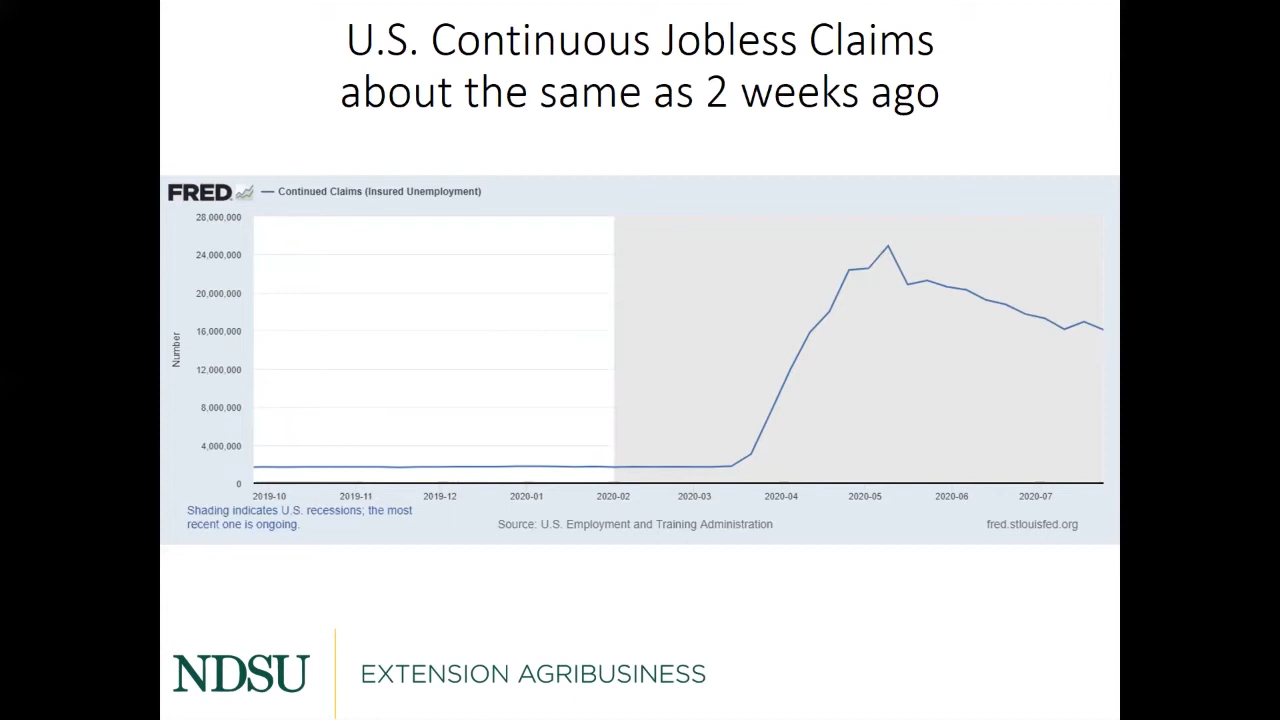 U.S. Continuous Jobless Claims
about the same as 2 weeks ago
FRED
Continued Claims (Insured Unemployment)
28,000,000
24,000,000
20,000,000
16,000,000
12,000,000
8,000,000
4,000,000
0
Number
2019-10 2019-11 2019-12 2020-01 2020-02 2020-03 2020-04 2020-05 2020-06 2020-07
Shading indicates U.S. recessions; the most
recent one is ongoing.
Source: U.S. Employment and Training Administration
fred.stlouisfed.org
NDSU
EXTENSION AGRIBUSINESS